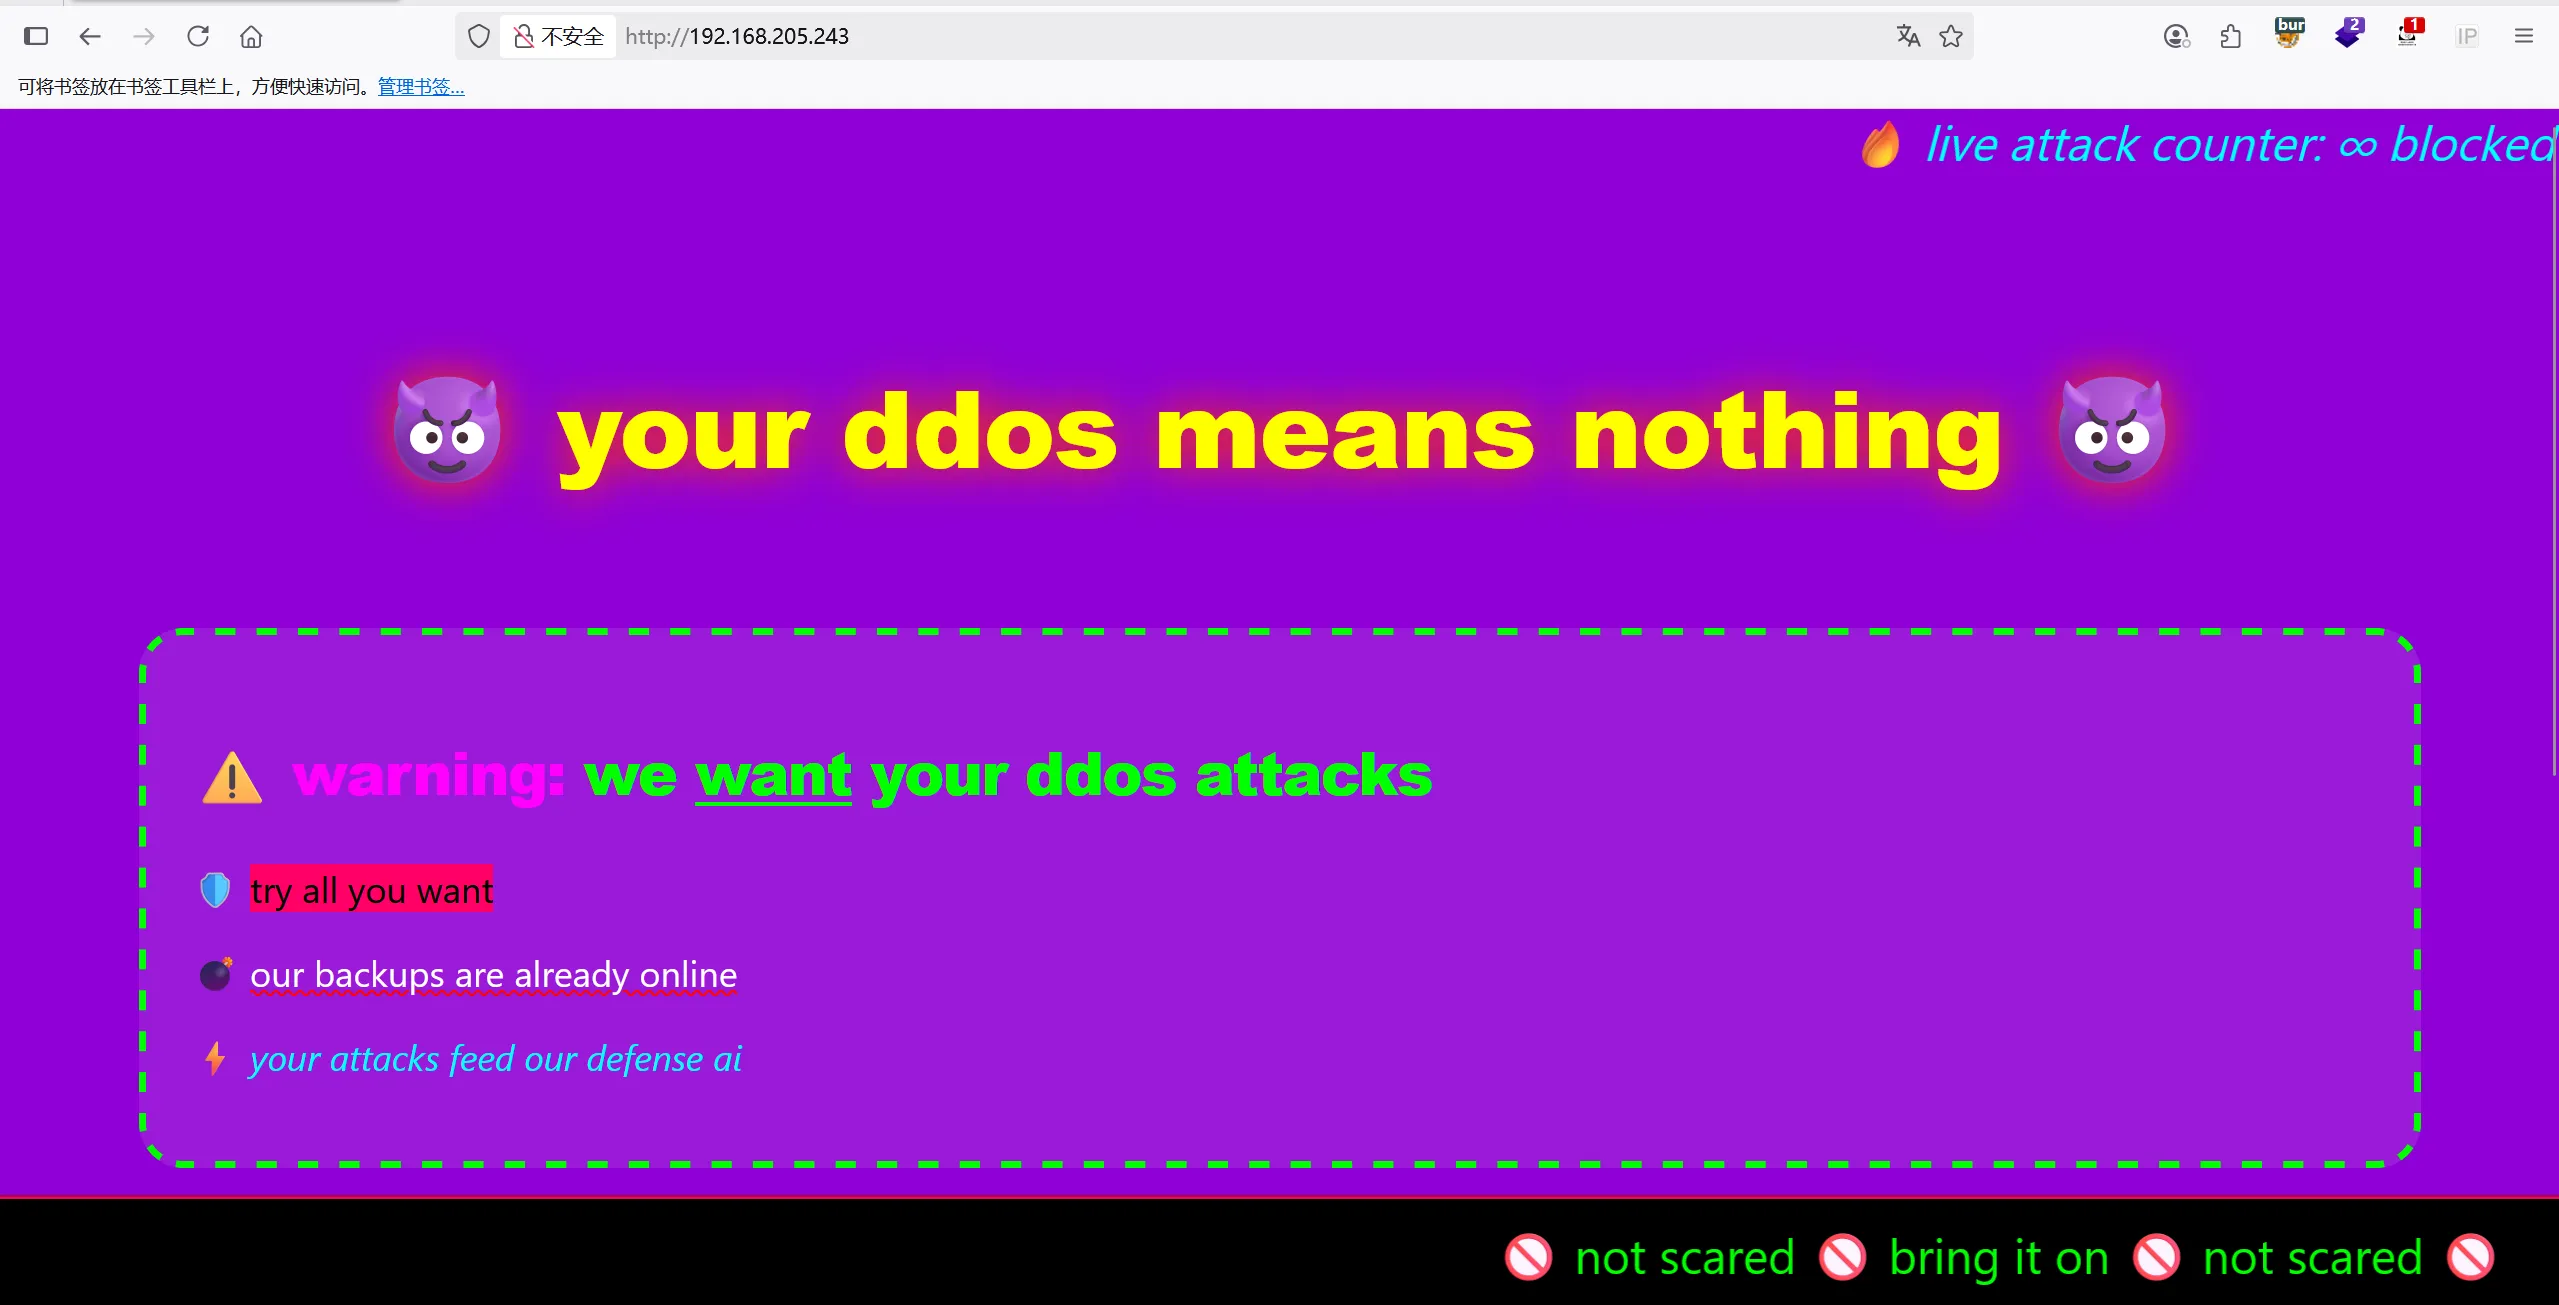 不安全 http://192.168.205.243
bur 2 1 IP
可将书签放在书签工具栏上，方便快速访问。管理书签...
🔥 live attack counter: ∞ blocked
😈 your ddos means nothing 😈
⚠️ warning: we want your ddos attacks
🛡️ try all you want
💣 our backups are already online
⚡ your attacks feed our defense ai
🚫 not scared 🚫 bring it on 🚫 not scared 🚫